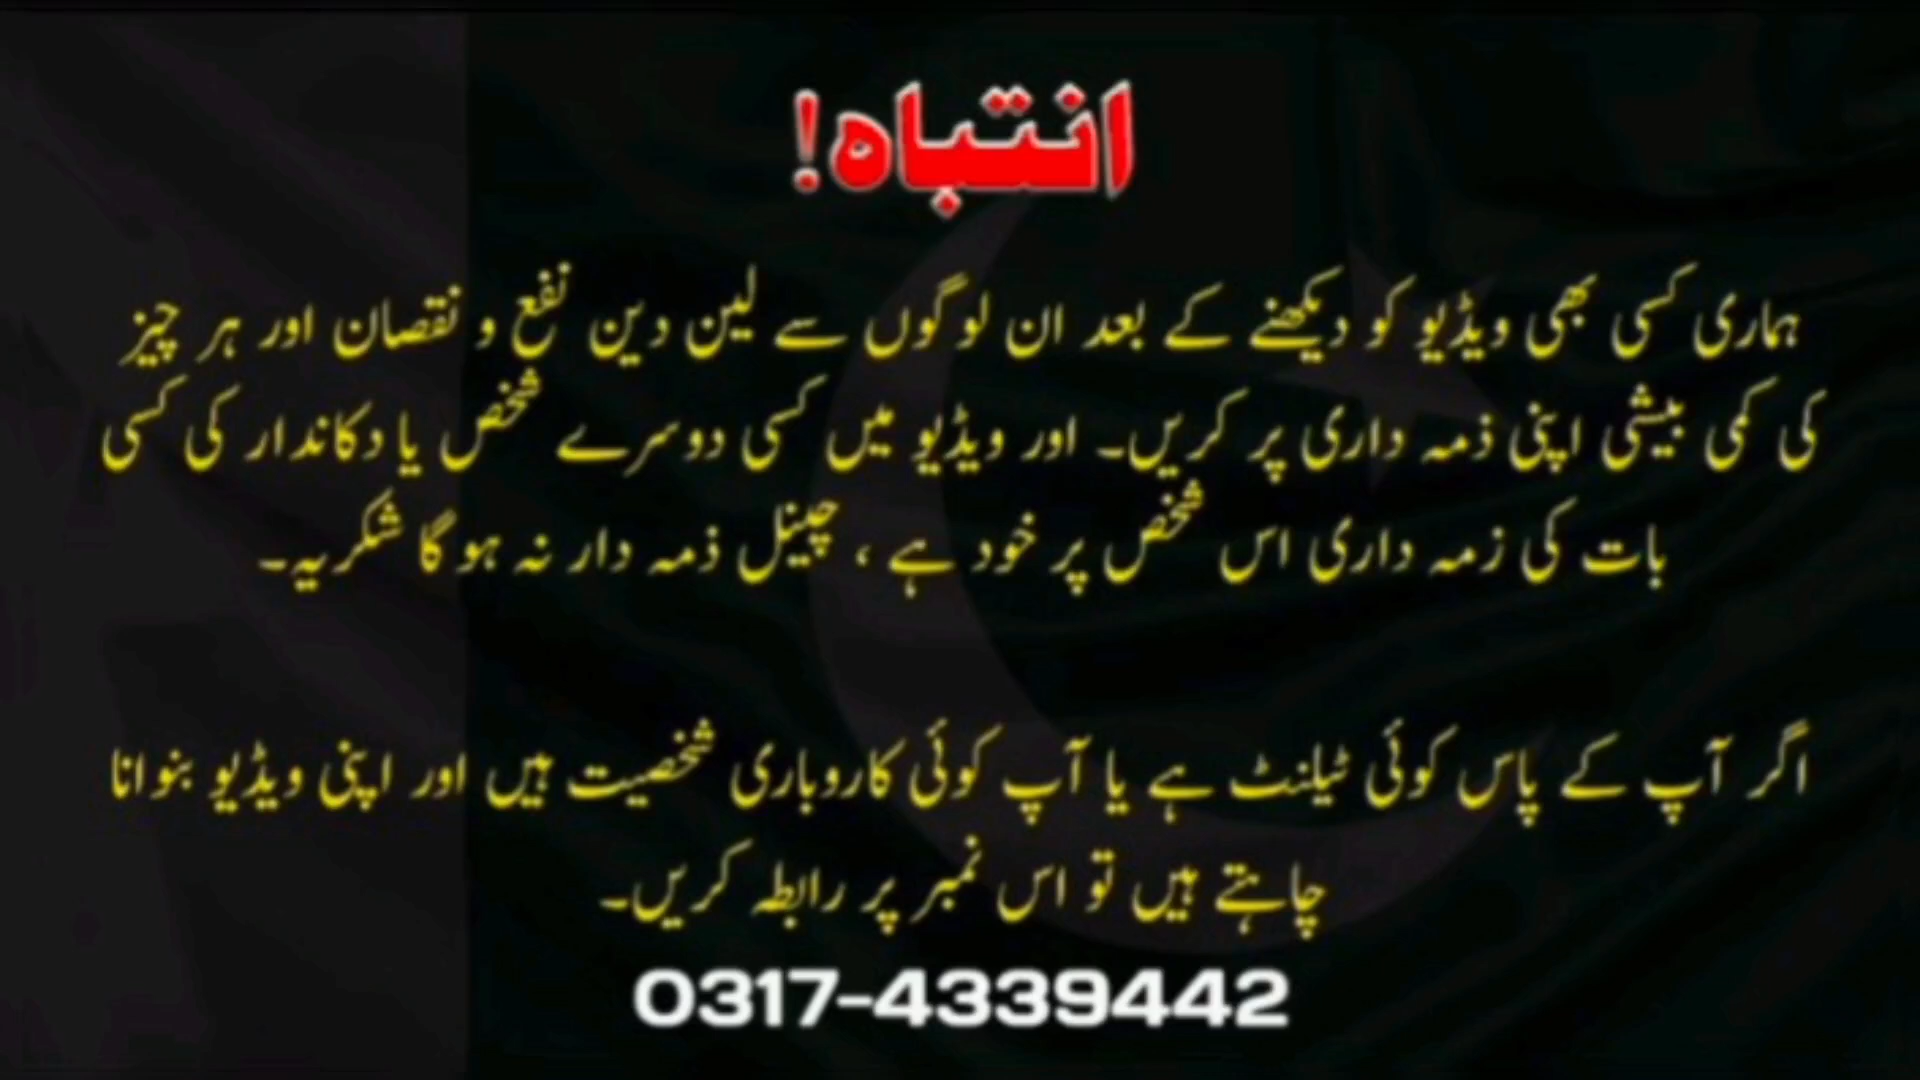 انتباہ!
ہماری کسی بھی ویڈیو کو دیکھنے کے بعد ان لوگوں سے لین دین نفع و نقصان اور ہر چیز
کی کمی بیشی اپنی ذمہ داری پر کریں۔ اور ویڈیو میں کسی دوسرے شخص یا دکاندار کی کسی
بات کی زمہ داری اس شخص پر خود ہے ، چینل ذمہ دار نہ ہو گا شکریہ۔
اگر آپ کے پاس کوئی ٹیلنٹ ہے یا آپ کوئی کاروباری شخصیت ہیں اور اپنی ویڈیو بنوانا
چاہتے ہیں تو اس نمبر پر رابطہ کریں۔
0317-4339442